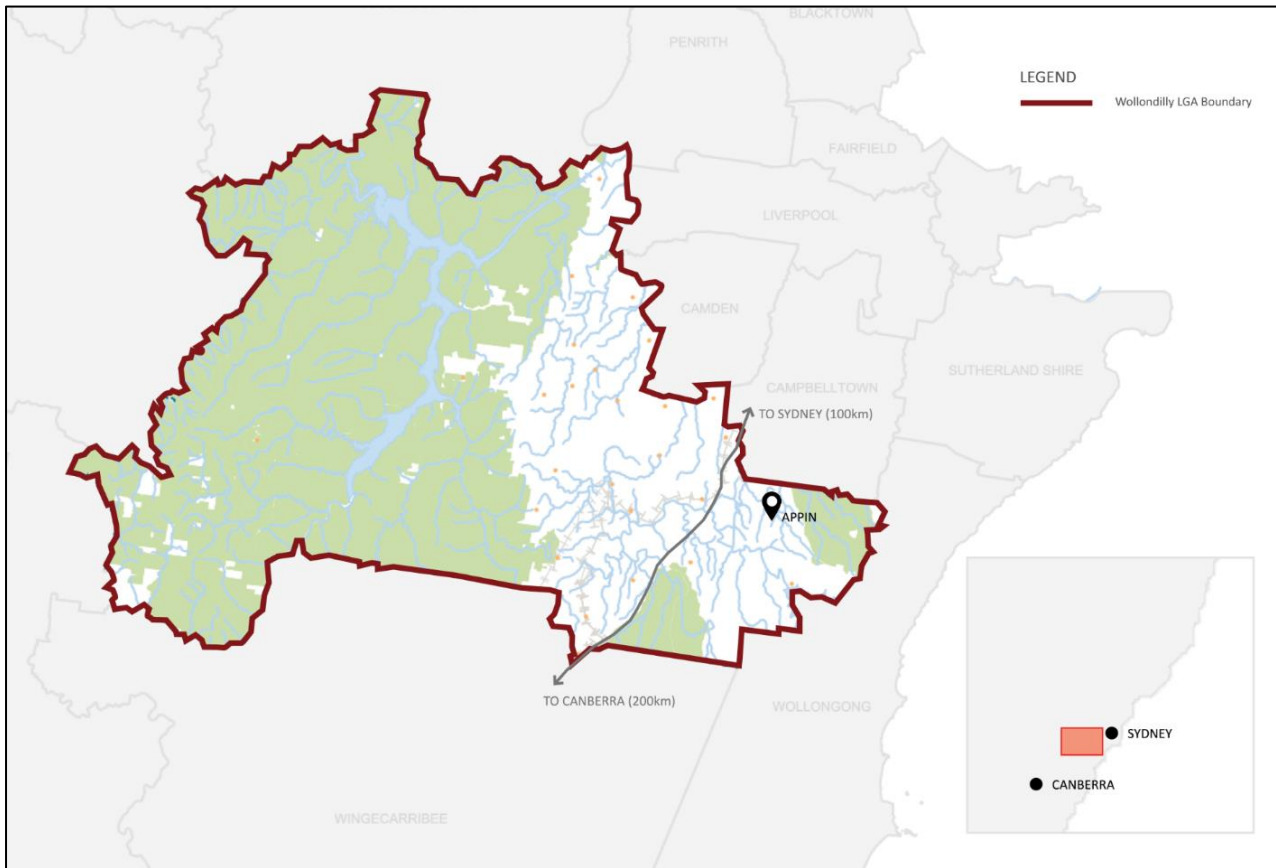 BLACKTOWN
PENRITH
LEGEND
Wollondilly LGA Boundary
FAIRFIELD
LIVERPOOL
CAMDEN
SUTHERLAND SHIRE
CAMPBELLTOWN
TO SYDNEY (100km)
APPIN
TO CANBERRA (200km)
WOLLONGONG
SYDNEY
CANBERRA
WINGECARRIBEE